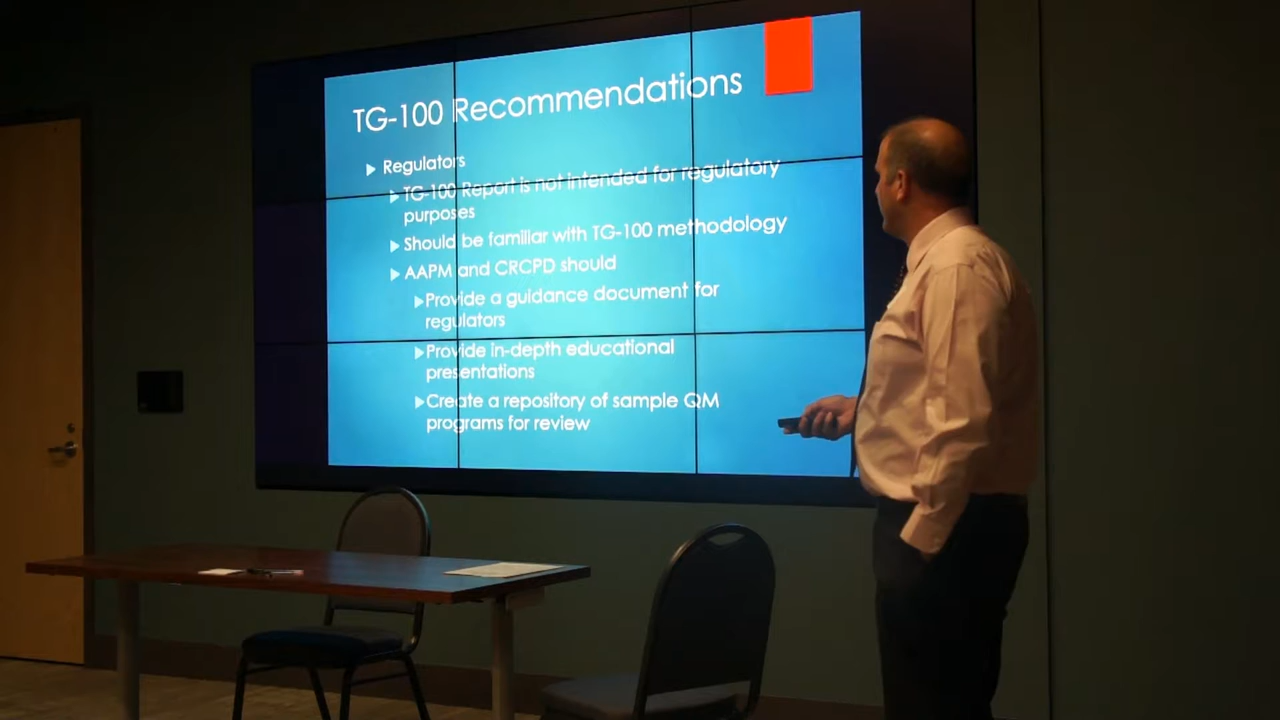 TG-100 Recommendations
Regulators
TG-100 Report is not intended for regulatory
purposes
Should be familiar with TG-100 methodology
AAPM and CRCPD should
Provide a guidance document for
regulators
Provide in-depth educational
presentations
Create a repository of sample QM
programs for review